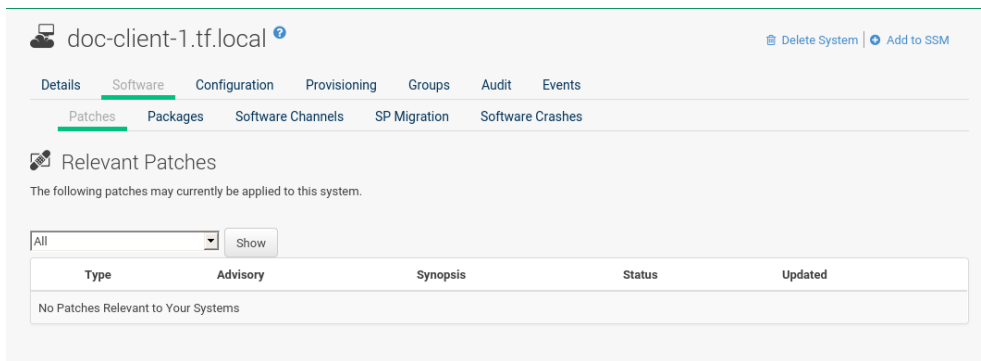 doc-client-1.tf.local ?
Delete System | Add to SSM
Details Software Configuration Provisioning Groups Audit Events
Patches Packages Software Channels SP Migration Software Crashes
Relevant Patches
The following patches may currently be applied to this system.
All Show
Type Advisory Synopsis Status Updated
No Patches Relevant to Your Systems